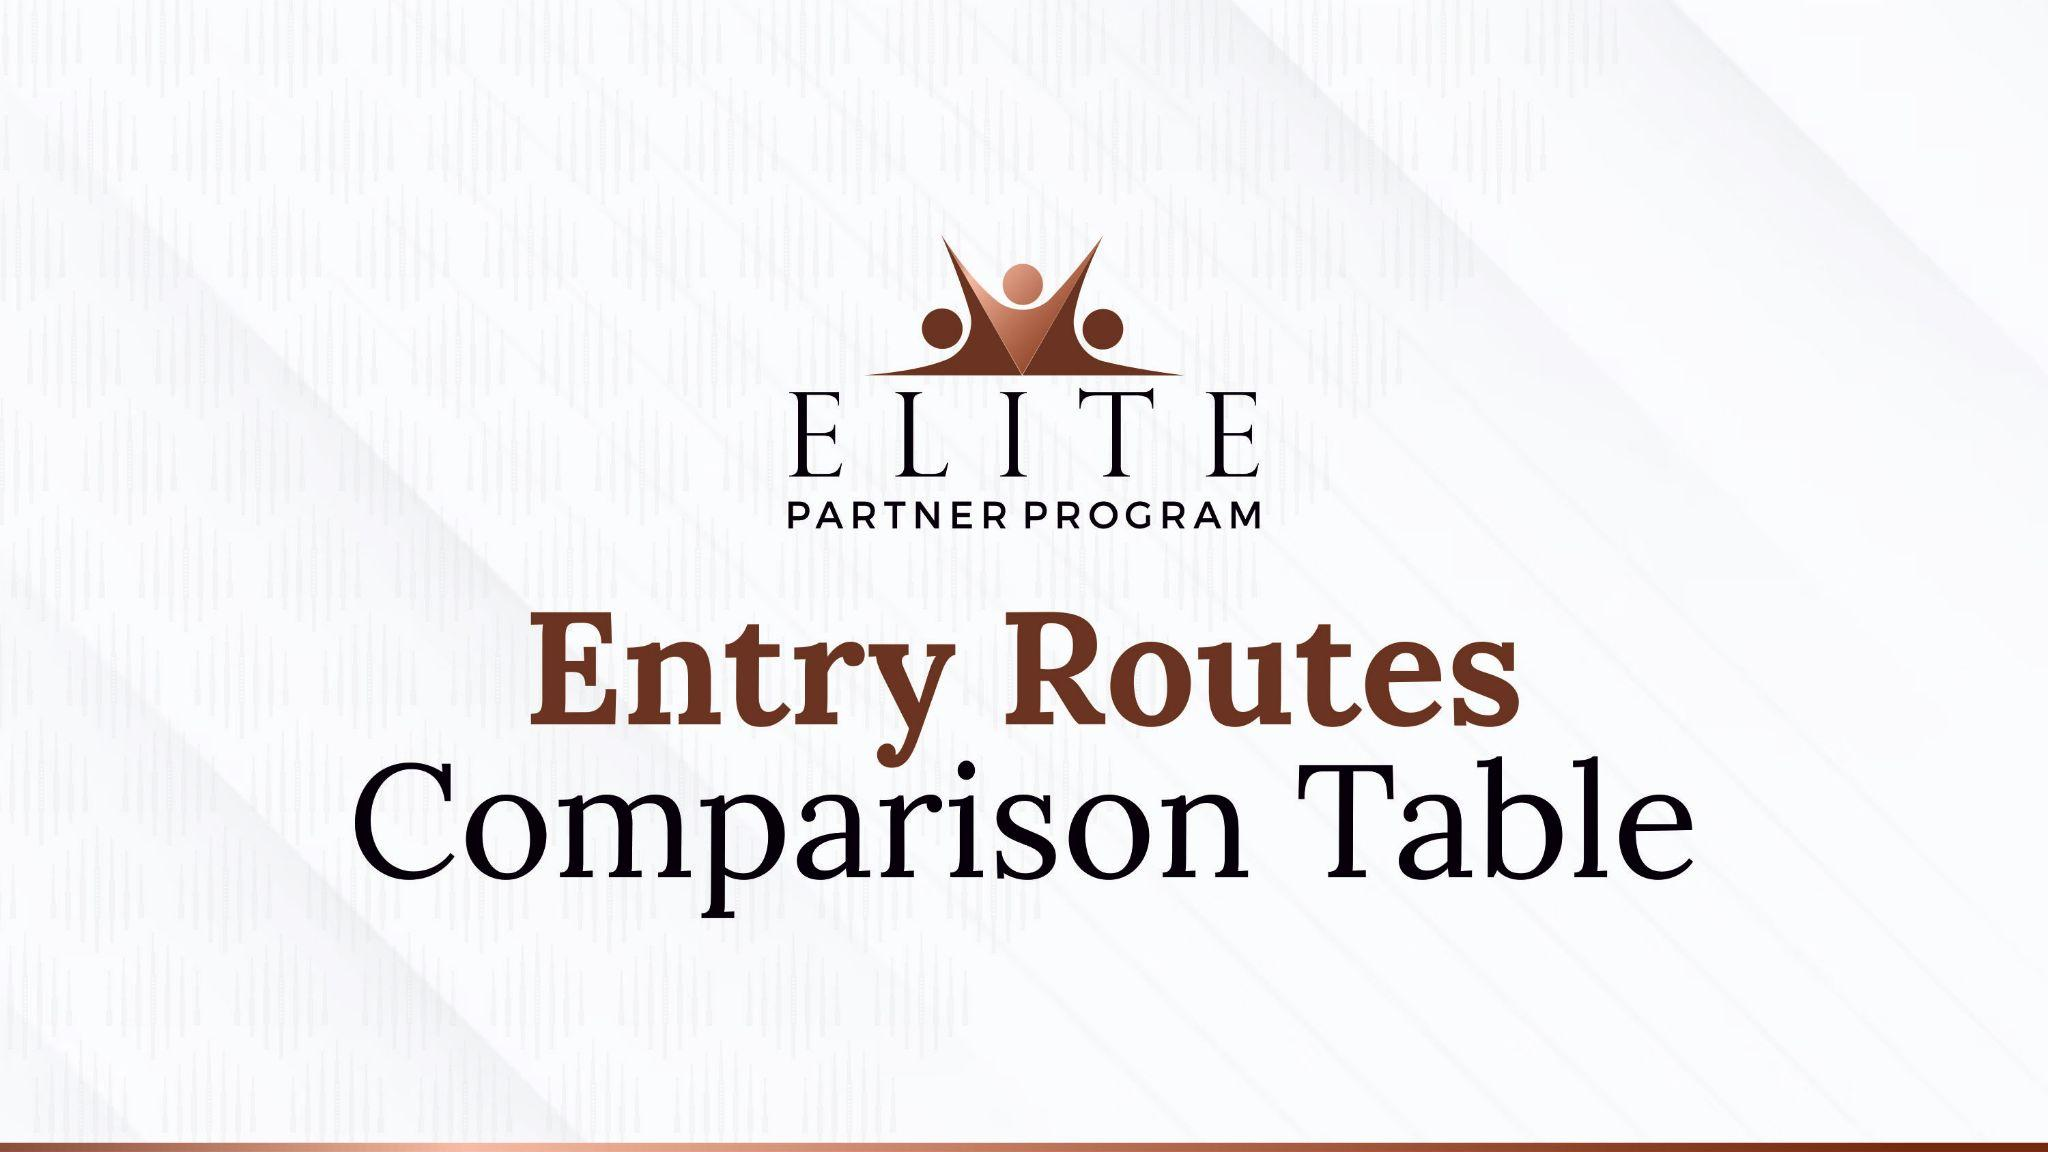 ELITE
PARTNER PROGRAM
Entry Routes
Comparison Table